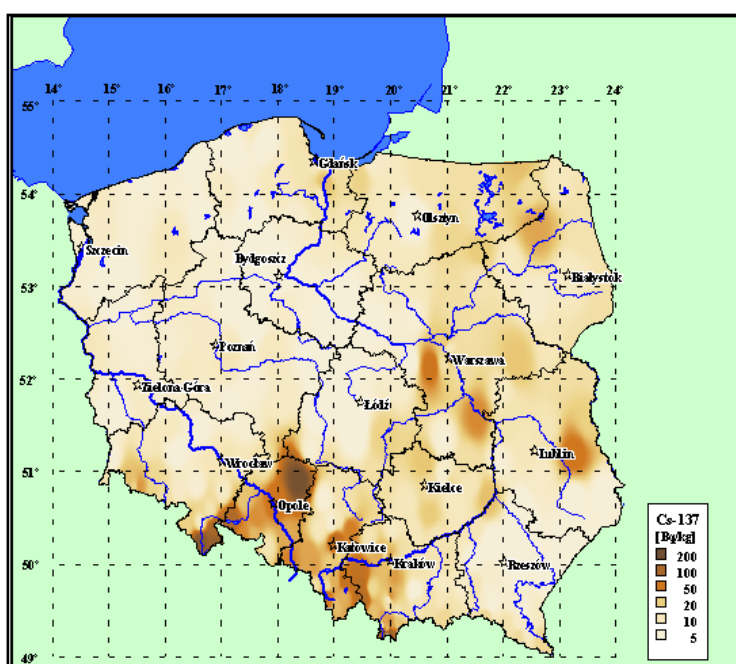 14° 15° 16° 17° 18° 19° 20° 21° 22° 23° 24°
55°
Gdańsk
54°
Olsztyn
Szczecin
Bydgoszcz
Białystok
53°
Poznań
Warszawa
52°
Zielona Góra
Łódź
Lublin
51°
Wrocław
Kielce
Opole
Cs-137
[Bq/kg]
Katowice
50°
Kraków
Rzeszów
200
100
50
20
10
5
49°